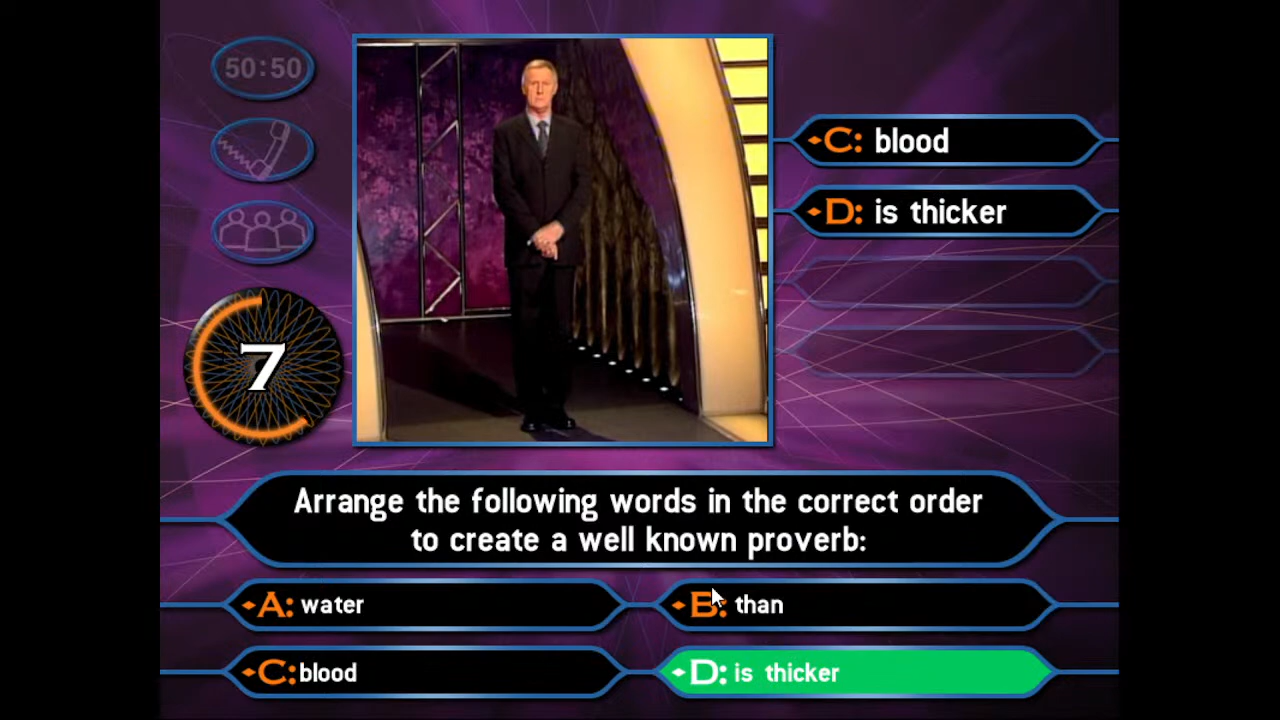 50:50
C: blood
D: is thicker
7
Arrange the following words in the correct order
to create a well known proverb:
A: water
B: than
C: blood
D: is thicker